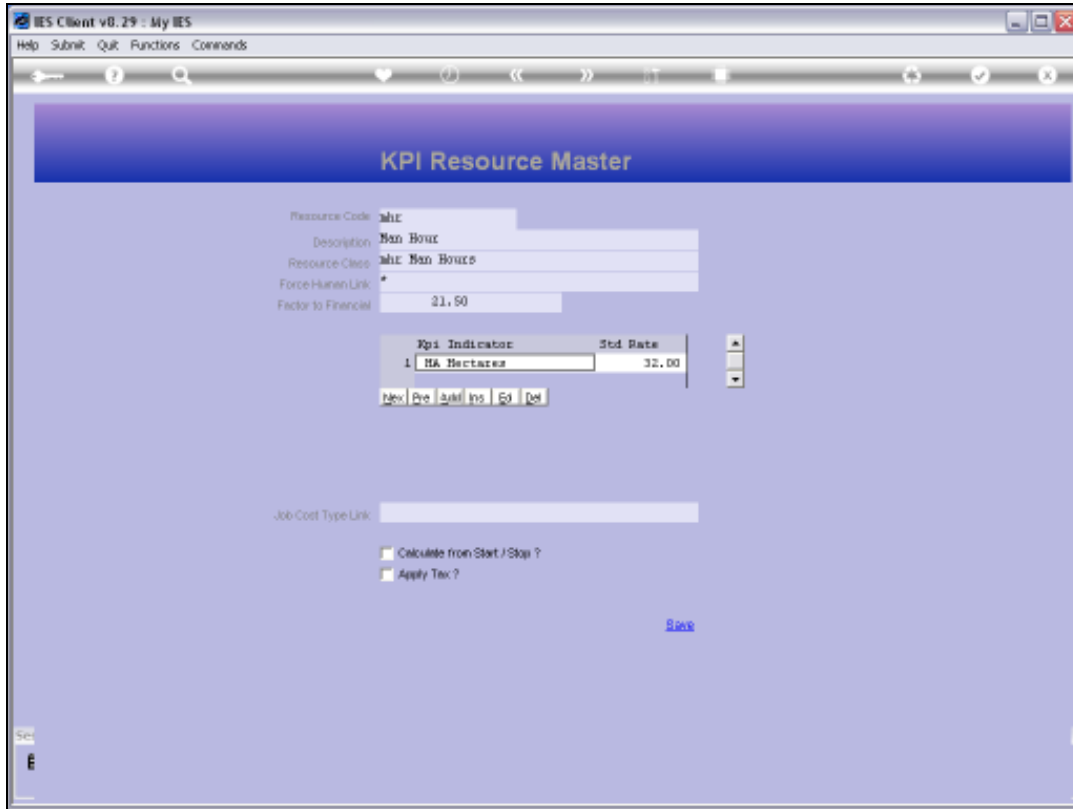 IES Client v8.29 : My IES
Help Submit Quit Functions Commands
KPI Resource Master
Resource Code mhr
Description Man Hour
Resource Class mhr Man Hours
Force Human Link *
Factor to Financial 21.50
Kpi Indicator Std Rate
1 HA Hectares 32.00
Nex Pre Add Ins Ed Del
Job Cost Type Link
Calculate from Start / Stop ?
Apply Tax ?
Save